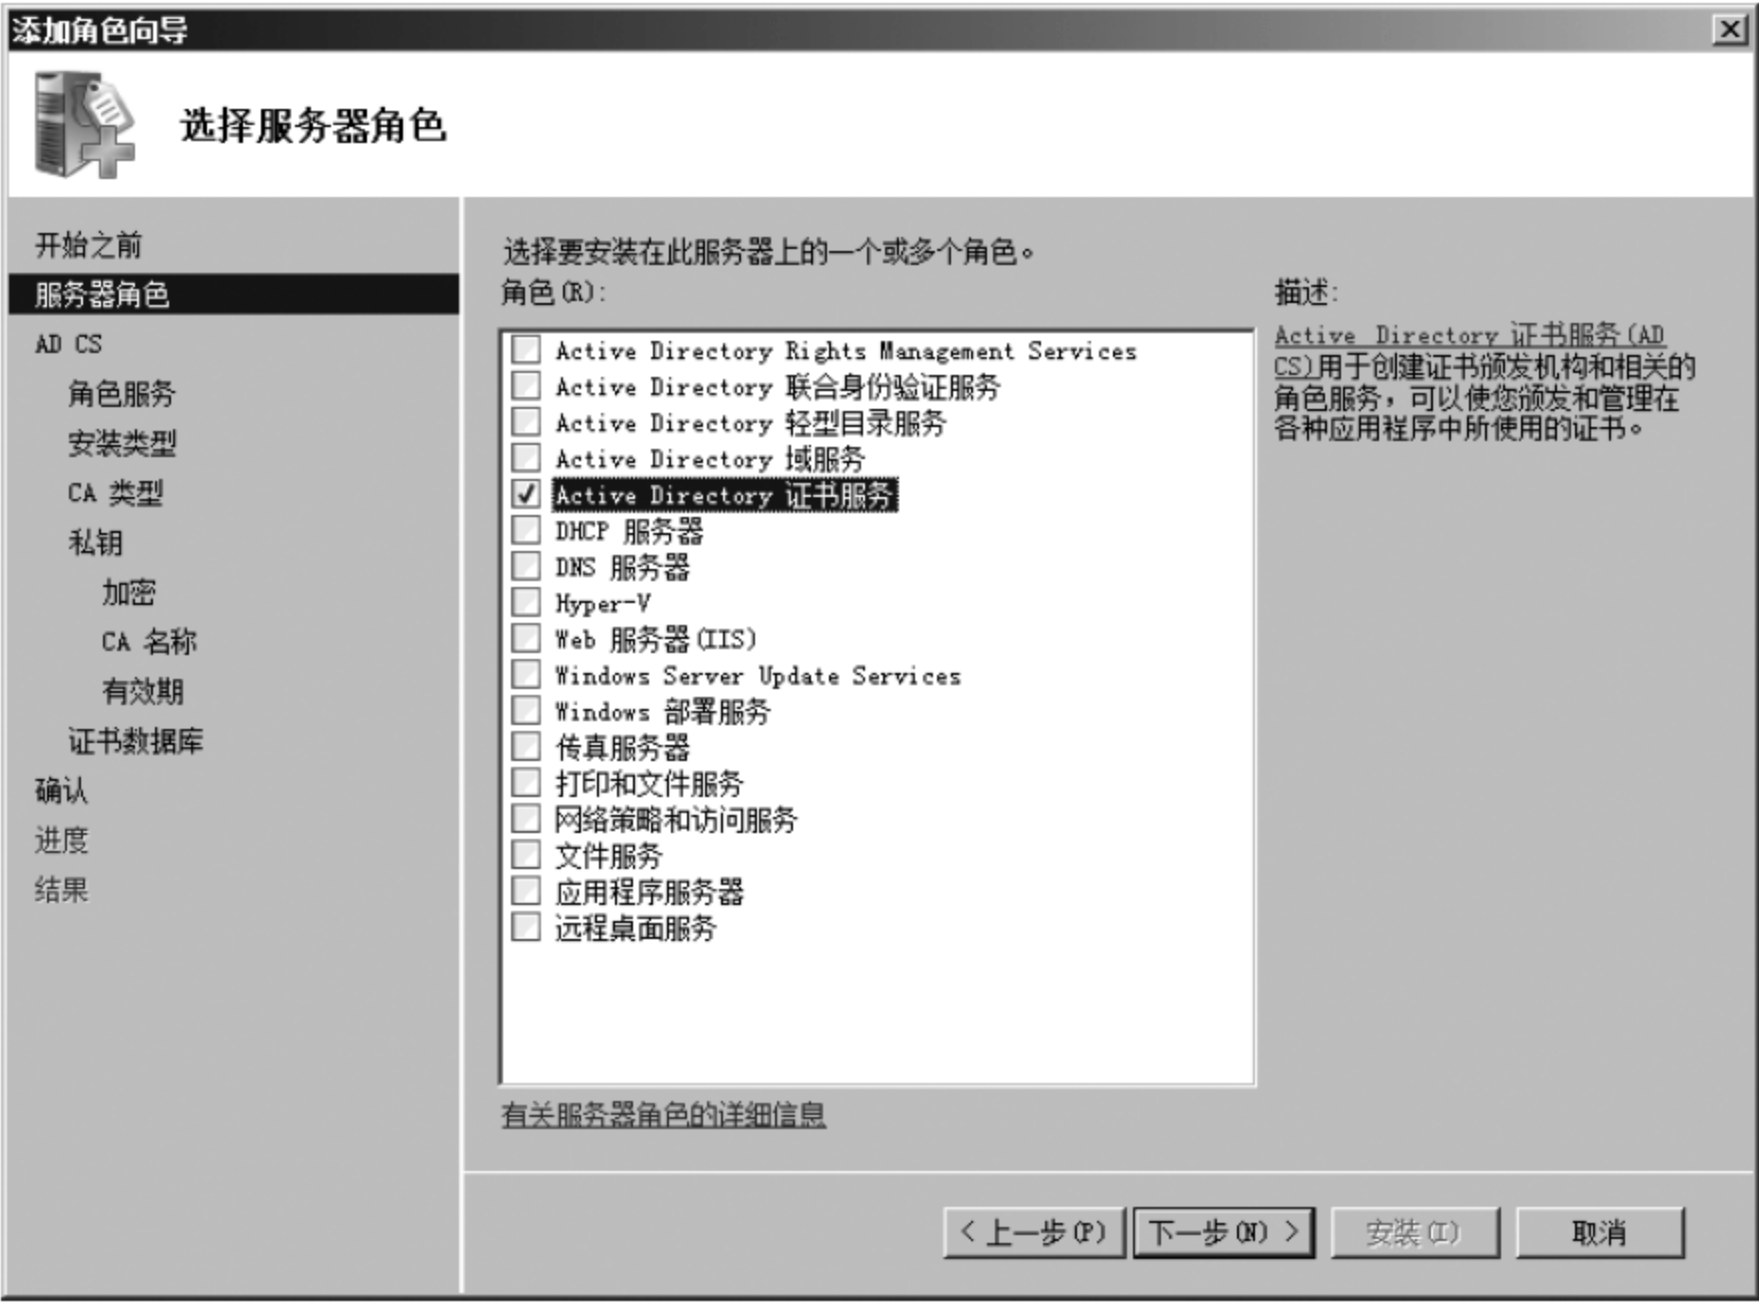 添加角色向导
选择服务器角色
开始之前
服务器角色
AD CS
角色服务
安装类型
CA 类型
私钥
加密
CA 名称
有效期
证书数据库
确认
进度
结果
选择要安装在此服务器上的一个或多个角色。
角色(R):
Active Directory Rights Management Services
Active Directory 联合身份验证服务
Active Directory 轻型目录服务
Active Directory 域服务
Active Directory 证书服务
DHCP 服务器
DNS 服务器
Hyper-V
Web 服务器(IIS)
Windows Server Update Services
Windows 部署服务
传真服务器
打印和文件服务
网络策略和访问服务
文件服务
应用程序服务器
远程桌面服务
有关服务器角色的详细信息
描述:
Active Directory 证书服务(AD
CS)用于创建证书颁发机构和相关的
角色服务，可以使您颁发和管理在
各种应用程序中所使用的证书。
< 上一步(P)
下一步(N) >
安装(I)
取消